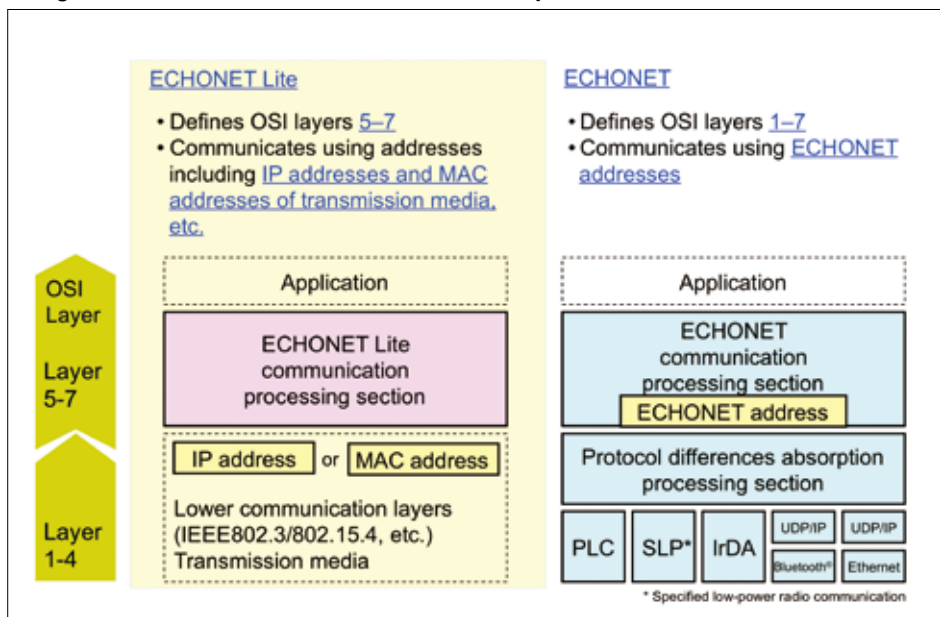 ECHONET Lite
• Defines OSI layers 5–7
• Communicates using addresses
including IP addresses and MAC
addresses of transmission media,
etc.
ECHONET
• Defines OSI layers 1–7
• Communicates using ECHONET
addresses
OSI
Layer
Layer
5-7
Layer
1-4
Application
ECHONET Lite
communication
processing section
IP address or MAC address
Lower communication layers
(IEEE802.3/802.15.4, etc.)
Transmission media
Application
ECHONET
communication
processing section
ECHONET address
Protocol differences absorption
processing section
PLC
SLP*
IrDA
UDP/IP
Bluetooth®
UDP/IP
Ethernet
* Specified low-power radio communication